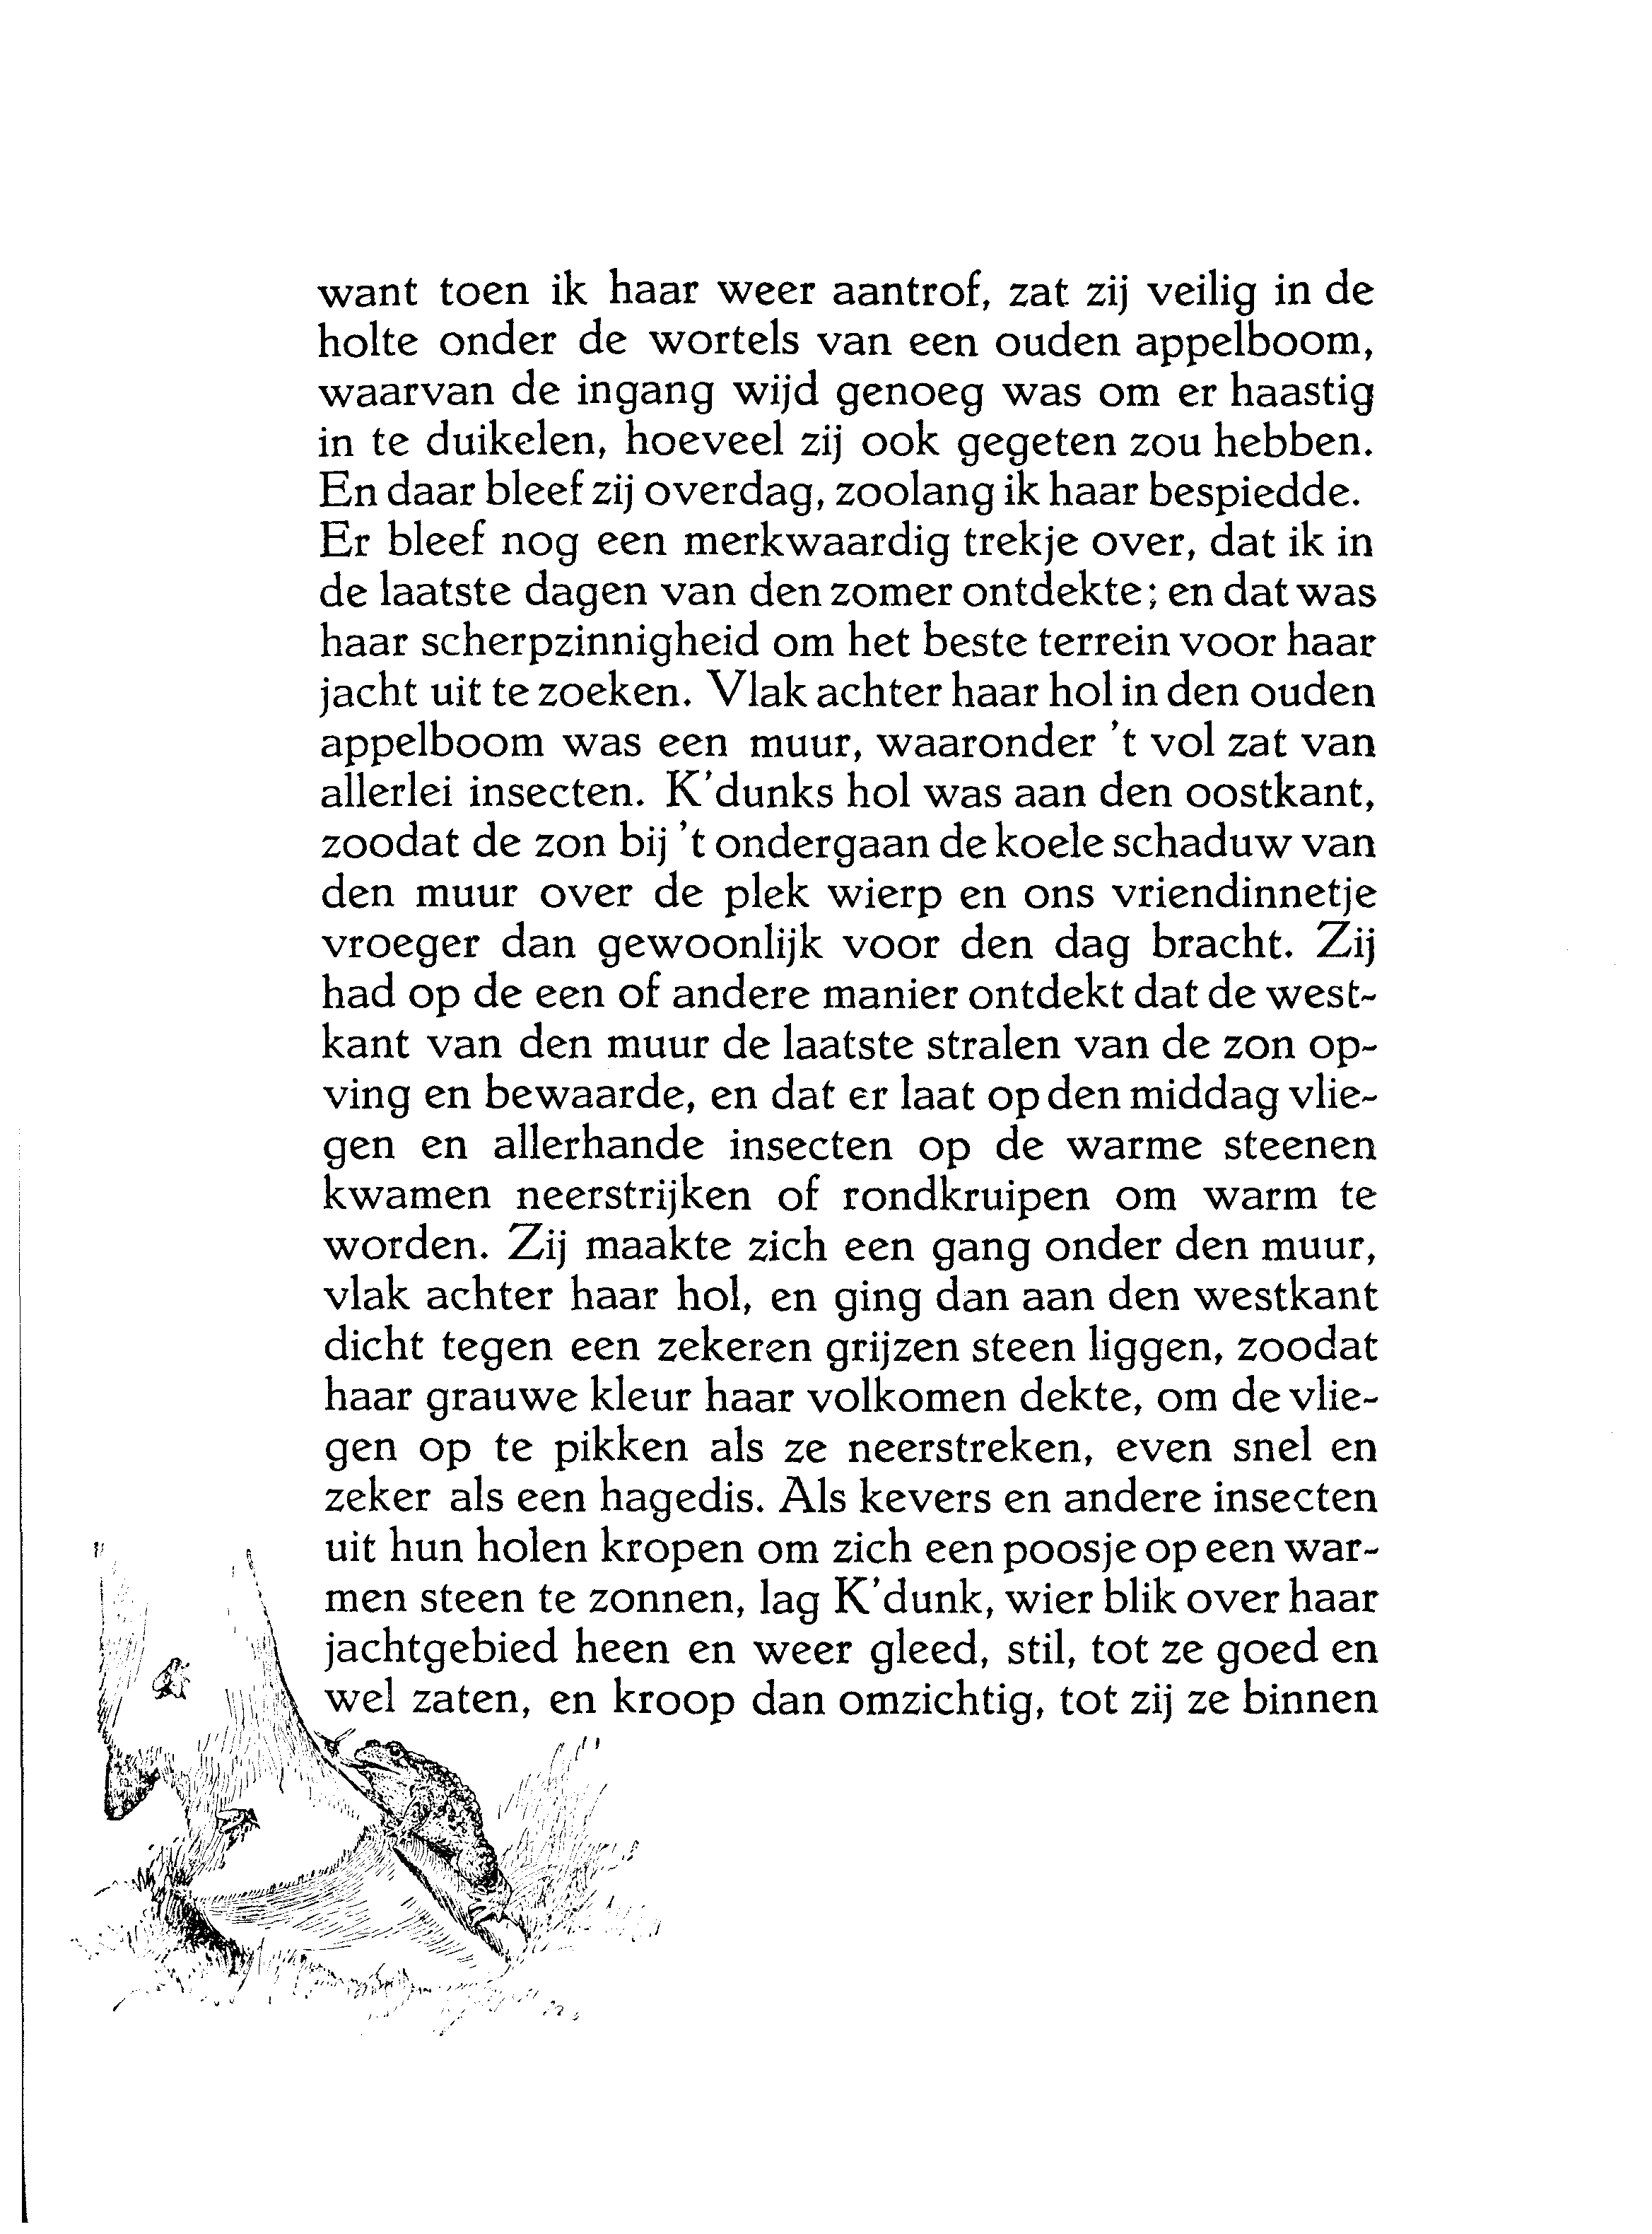 want toen ik haar weer aantrof, zat zij veilig in de
holte onder de wortels van een ouden appelboom,
waarvan de ingang wijd genoeg was om er haastig
in te duikelen, hoeveel zij ook gegeten zou hebben.
En daar bleef zij overdag, zoolang ik haar bespiedde.
Er bleef nog een merkwaardig trekje over, dat ik in
de laatste dagen van den zomer ontdekte; en dat was
haar scherpzinnigheid om het beste terrein voor haar
jacht uit te zoeken. Vlak achter haar hol in den ouden
appelboom was een muur, waaronder 't vol zat van
allerlei insecten. K'dunks hol was aan den oostkant,
zoodat de zon bij 't ondergaan de koele schaduw van
den muur over de plek wierp en ons vriendinnetje
vroeger dan gewoonlijk voor den dag bracht. Zij
had op de een of andere manier ontdekt dat de west-
kant van den muur de laatste stralen van de zon op-
ving en bewaarde, en dat er laat op den middag vlie-
gen en allerhande insecten op de warme steenen
kwamen neerstrijken of rondkruipen om warm te
worden. Zij maakte zich een gang onder den muur,
vlak achter haar hol, en ging dan aan den westkant
dicht tegen een zekeren grijzen steen liggen, zoodat
haar grauwe kleur haar volkomen dekte, om de vlie-
gen op te pikken als ze neerstreken, even snel en
zeker als een hagedis. Als kevers en andere insecten
uit hun holen kropen om zich een poosje op een war-
men steen te zonnen, lag K'dunk, wier blik over haar
jachtgebied heen en weer gleed, stil, tot ze goed en
wel zaten, en kroop dan omzichtig, tot zij ze binnen